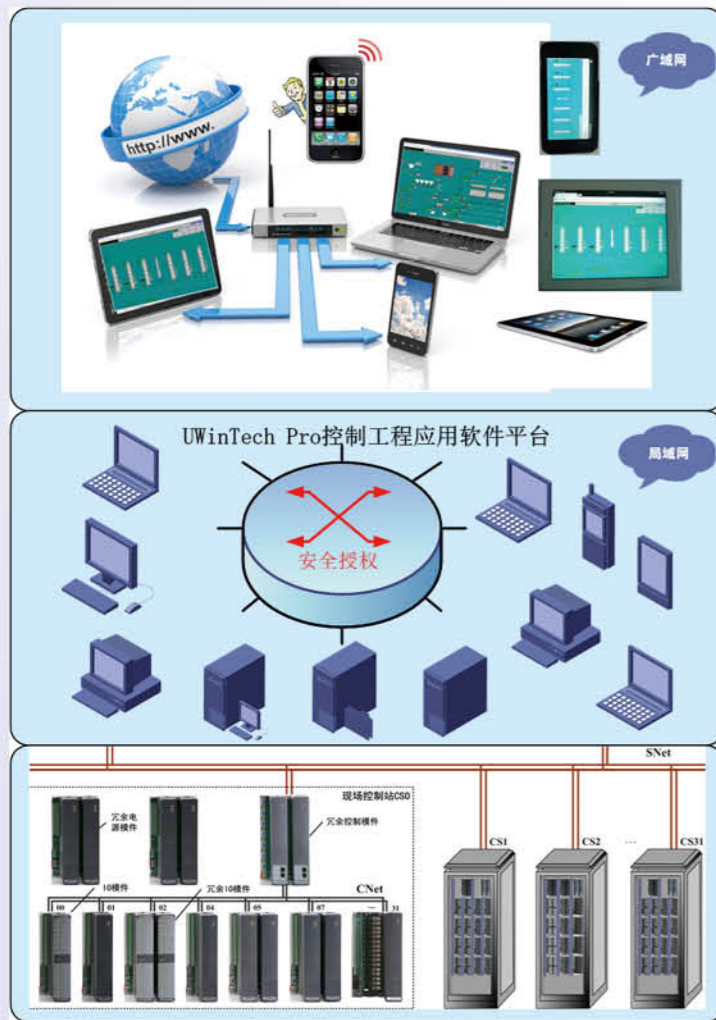 广域网
http://www.
UWinTech Pro控制工程应用软件平台
局域网
安全授权
SNet
现场控制站CS0
冗余电
源模件
冗余控制模件
CS1
CS2
...
CS31
IO模件
冗余IO模件
CNet
00
01
02
04
05
07
...
31